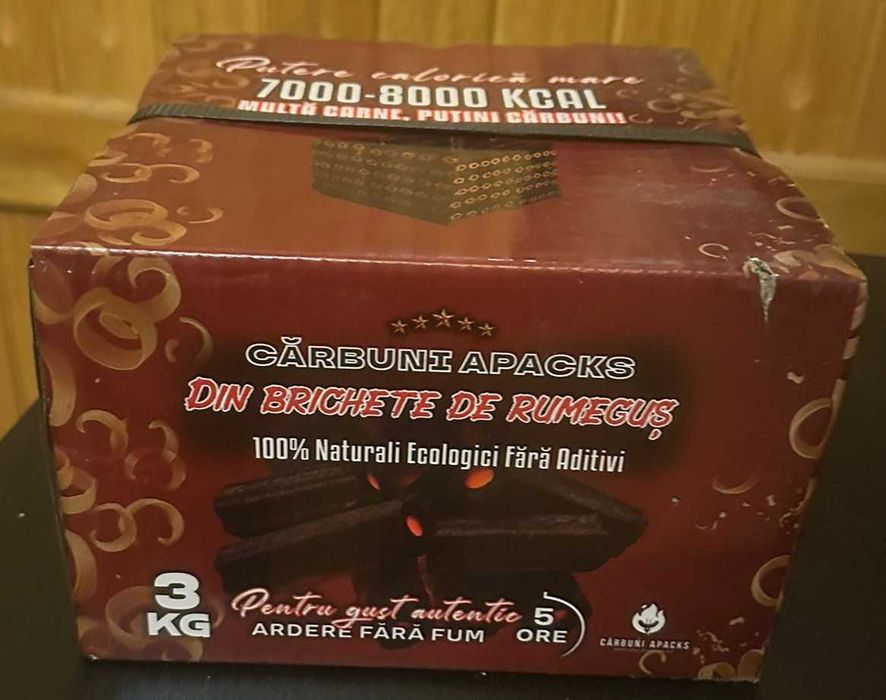 Putere calorică mare
7000-8000 KCAL
MULTĂ CARNE, PUȚINI CĂRBUNI!
CĂRBUNI APACKS
DIN BRICHETE DE RUMEGUȘ
100% Naturali Ecologici Fără Aditivi
3
KG
Pentru gust autentic
ARDERE FĂRĂ FUM
5
ORE
CĂRBUNI APACKS